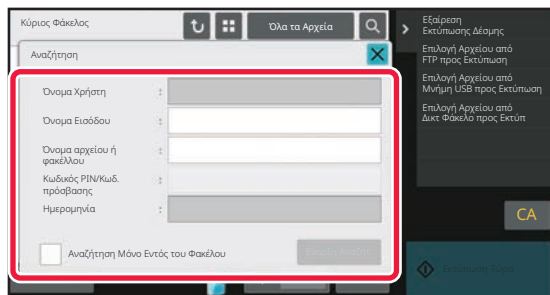 Κύριος Φάκελος
Όλα τα Αρχεία
Αναζήτηση
Όνομα Χρήστη :
Όνομα Εισόδου :
Όνομα αρχείου ή :
φακέλλου
Κωδικός PIN/Κωδ. :
πρόσβασης
Ημερομηνία :
Αναζήτηση Μόνο Εντός του Φακέλου
Εξαίρεση
Εκτύπωσης Δέσμης
Επιλογή Αρχείου από
FTP προς Εκτύπωση
Επιλογή Αρχείου από
Μνήμη USB προς Εκτύπωση
Επιλογή Αρχείου από
Δικτ Φάκελο προς Εκτύπ
CA
Εκτύπωση Τώρα